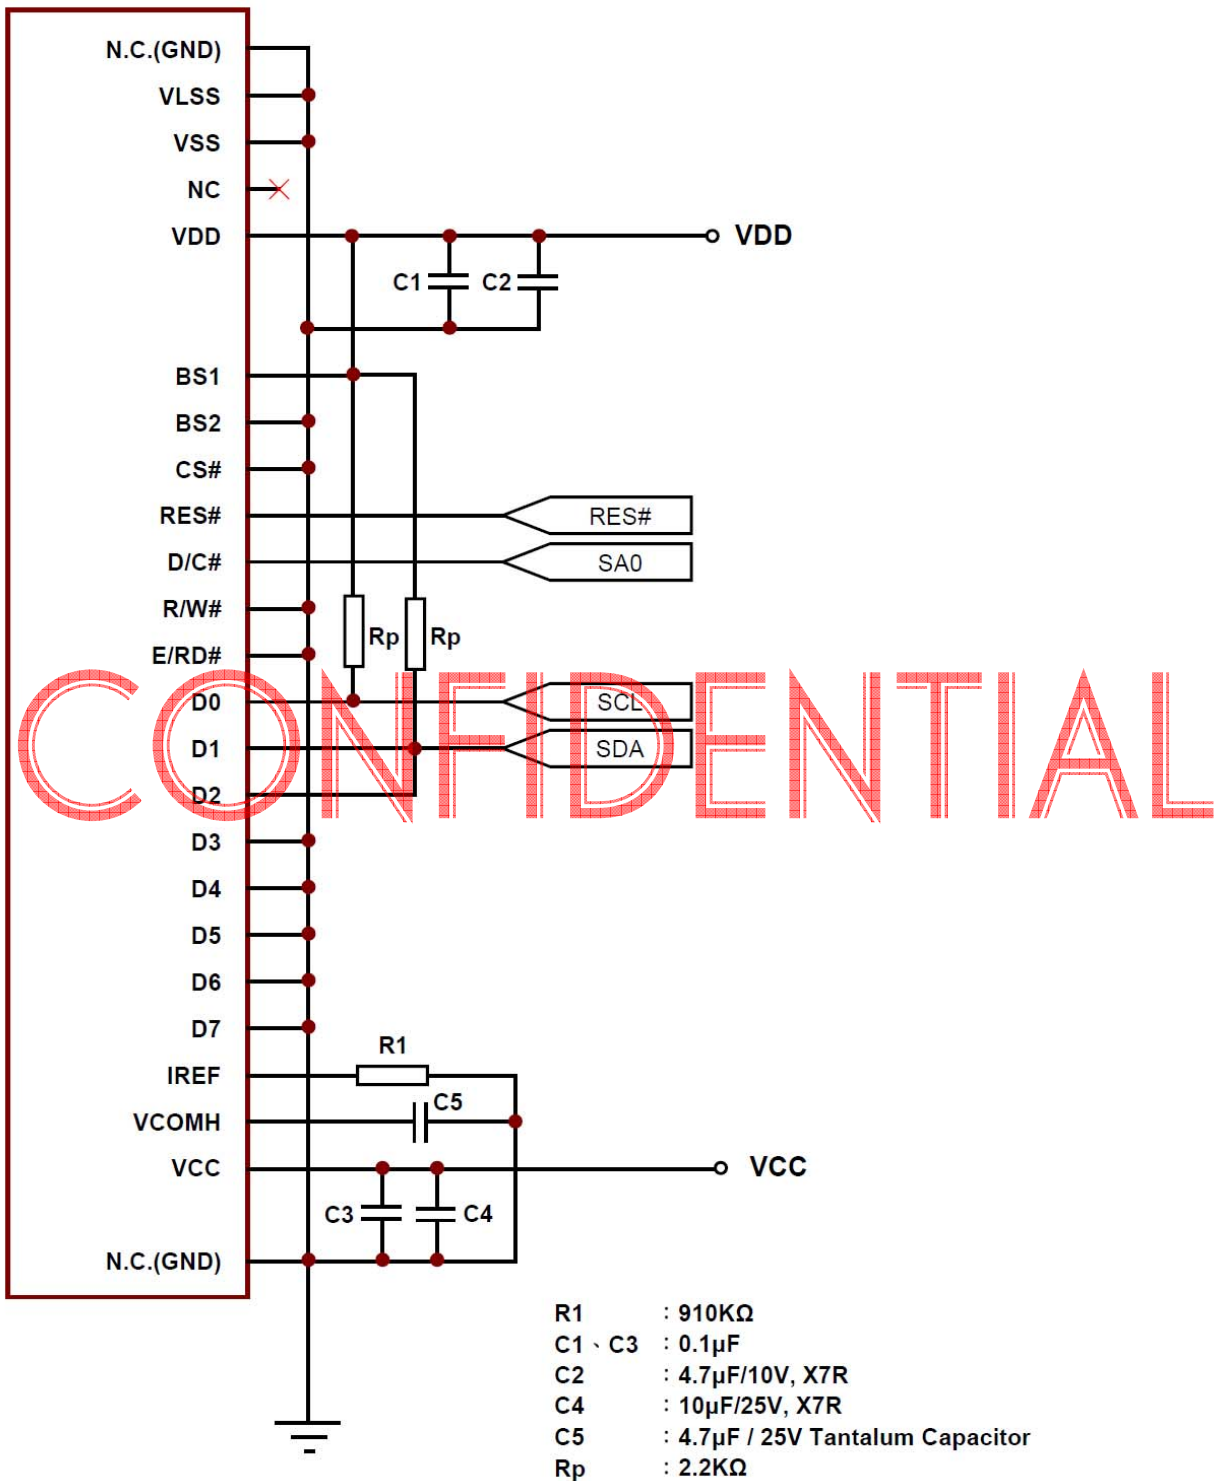 N.C.(GND)
VLSS
VSS
NC
VDD
VDD
C1
C2
BS1
BS2
CS#
RES#
RES#
D/C#
SA0
R/W#
Rp
Rp
E/RD#
D0
SCL
CONFIDENTIAL
D1
SDA
D2
D3
D4
D5
D6
D7
R1
IREF
C5
VCOMH
VCC
VCC
C3
C4
N.C.(GND)
R1 : 910KΩ
C1、C3 : 0.1μF
C2 : 4.7μF/10V, X7R
C4 : 10μF/25V, X7R
C5 : 4.7μF / 25V Tantalum Capacitor
Rp : 2.2KΩ